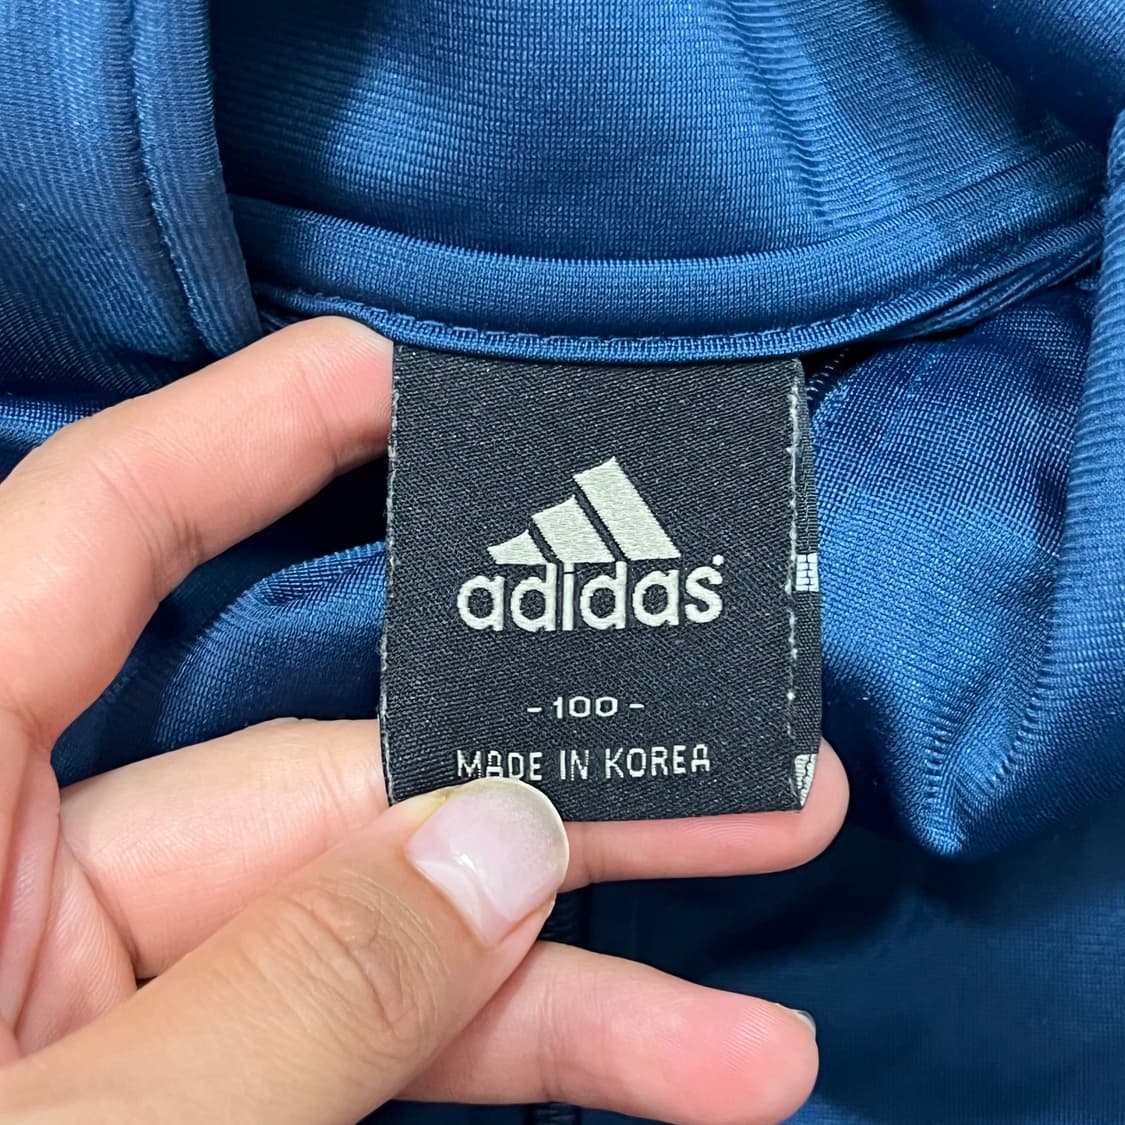 adidas
-100-
MADE IN KOREA